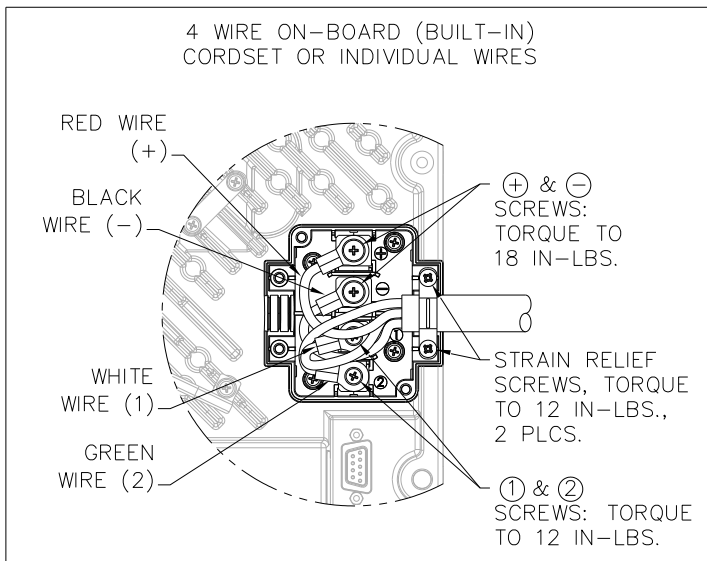 4 WIRE ON-BOARD (BUILT-IN)
CORDSET OR INDIVIDUAL WIRES
RED WIRE
(+)
BLACK
WIRE (-)
WHITE
WIRE (1)
GREEN
WIRE (2)
⊕ & ⊖
SCREWS:
TORQUE TO
18 IN-LBS.
STRAIN RELIEF
SCREWS, TORQUE
TO 12 IN-LBS.,
2 PLCS.
① & ②
SCREWS: TORQUE
TO 12 IN-LBS.
⊕
⊖
①
②